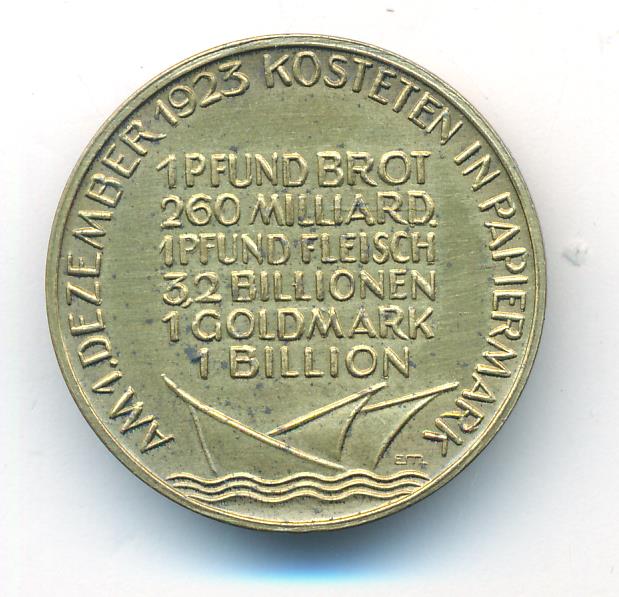 AM 1. DEZEMBER 1923 KOSTETEN IN PAPIERMARK
1 PFUND BROT
260 MILLIARD.
1 PFUND FLEISCH
3,2 BILLIONEN
1 GOLDMARK
1 BILLION
EM